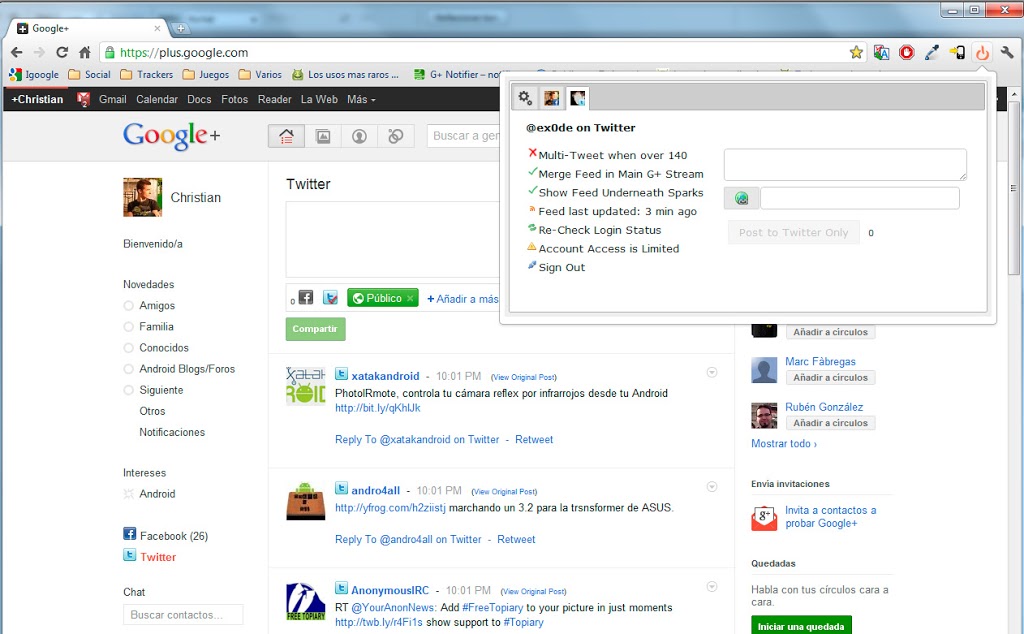 Google+
https://plus.google.com
Igoogle
Social
Trackers
Juegos
Varios
Los usos mas raros ...
G+ Notifier – no
+Christian
Gmail
Calendar
Docs
Fotos
Reader
La Web
Más
Google+
Buscar a gen
@ex0de on Twitter
Multi-Tweet when over 140
Merge Feed in Main G+ Stream
Show Feed Underneath Sparks
Feed last updated: 3 min ago
Re-Check Login Status
Account Access is Limited
Sign Out
Post to Twitter Only
0
Christian
Bienvenido/a
Novedades
Amigos
Familia
Conocidos
Android Blogs/Foros
Siguiente
Otros
Notificaciones
Intereses
Android
Facebook (26)
Twitter
Chat
Buscar contactos...
Twitter
0
Público ×
+ Añadir a más
Compartir
xatakandroid - 10:01 PM (View Original Post)
PhotoIRmote, controla tu cámara reflex por infrarrojos desde tu Android
http://bit.ly/qKhlJk
Reply To @xatakandroid on Twitter - Retweet
andro4all - 10:01 PM (View Original Post)
http://yfrog.com/h2ziistj marchando un 3.2 para la trsnsformer de ASUS.
Reply To @andro4all on Twitter - Retweet
FREE TOPIARY
AnonymousIRC - 10:01 PM (View Original Post)
RT @YourAnonNews: Add #FreeTopiary to your picture in just moments
http://twb.ly/r4Fi1s show support to #Topiary
Añadir a círculos
Marc Fàbregas
Añadir a círculos
Rubén González
Añadir a círculos
Mostrar todo ›
Envía invitaciones
g+
Invita a contactos a
probar Google+
Quedadas
Habla con tus círculos cara a
cara.
Iniciar una quedada